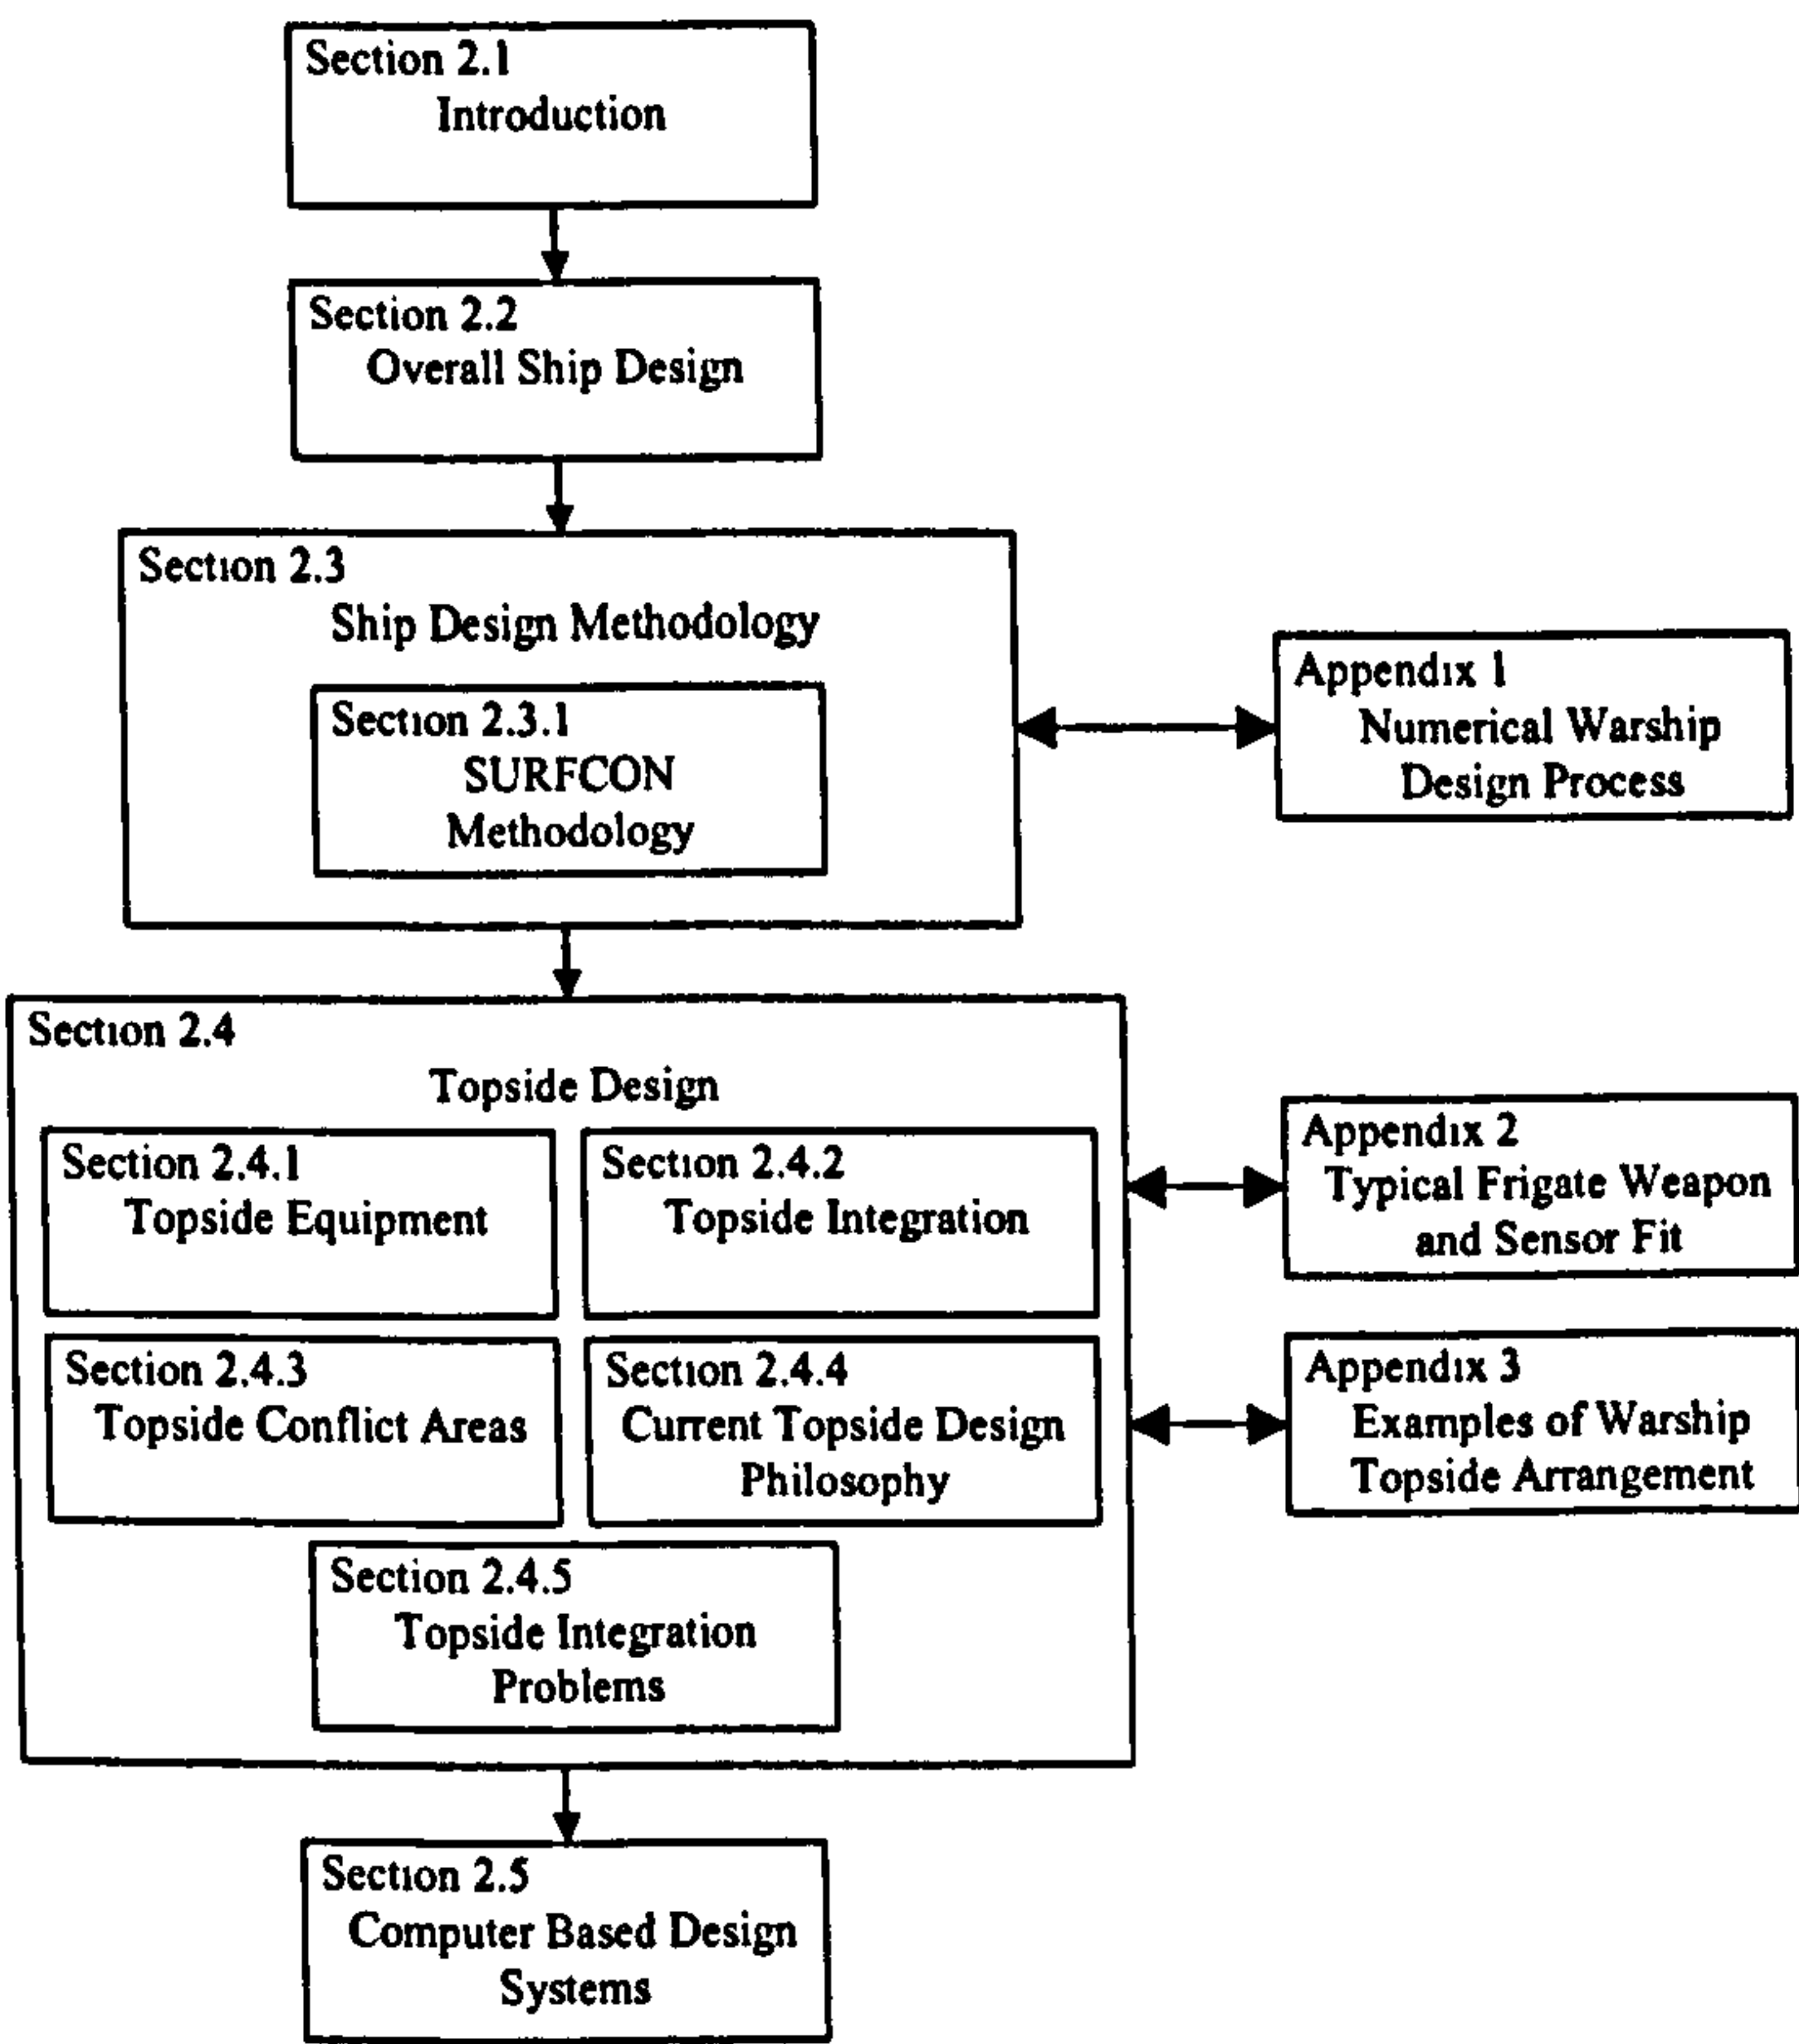 Section 2.1
Introduction
Section 2.2
Overall Ship Design
Section 2.3
Ship Design Methodology
Section 2.3.1
SURFCON
Methodology
Appendix 1
Numerical Warship
Design Process
Section 2.4
Topside Design
Section 2.4.1
Topside Equipment
Section 2.4.2
Topside Integration
Section 2.4.3
Topside Conflict Areas
Section 2.4.4
Current Topside Design
Philosophy
Section 2.4.5
Topside Integration
Problems
Appendix 2
Typical Frigate Weapon
and Sensor Fit
Appendix 3
Examples of Warship
Topside Arrangement
Section 2.5
Computer Based Design
Systems